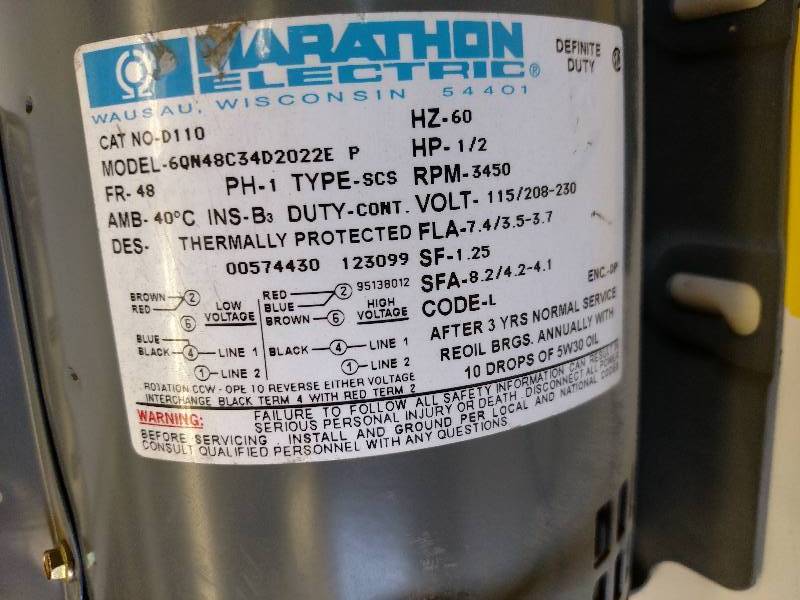 MARATHON
ELECTRIC®
WAUSAU, WISCONSIN 54401
DEFINITE
DUTY
CAT NO-D110
MODEL-6QN48C34D2022E P
FR-48 PH-1 TYPE-SCS
AMB-40°C INS-B3 DUTY-CONT.
DES- THERMALLY PROTECTED
00574430 123099
HZ-60
HP-1/2
RPM-3450
VOLT-115/208-230
FLA-7.4/3.5-3.7
SF-1.25
SFA-8.2/4.2-4.1
CODE-L ENC.-OP
AFTER 3 YRS NORMAL SERVICE
REOIL BRGS. ANNUALLY WITH
10 DROPS OF 5W30 OIL
BROWN 2 LOW
RED VOLTAGE
6
BLUE
BLACK 4 LINE 1
1 LINE 2
RED 2 95138012
BLUE HIGH
BROWN 6 VOLTAGE
BLACK 4 LINE 1
1 LINE 2
ROTATION CCW-OPE TO REVERSE EITHER VOLTAGE
INTERCHANGE BLACK TERM 4 WITH RED TERM 2
WARNING: FAILURE TO FOLLOW ALL SAFETY INFORMATION CAN RESULT IN
SERIOUS PERSONAL INJURY OR DEATH. DISCONNECT ALL POWER
BEFORE SERVICING. INSTALL AND GROUND PER LOCAL AND NATIONAL CODES
CONSULT QUALIFIED PERSONNEL WITH ANY QUESTIONS